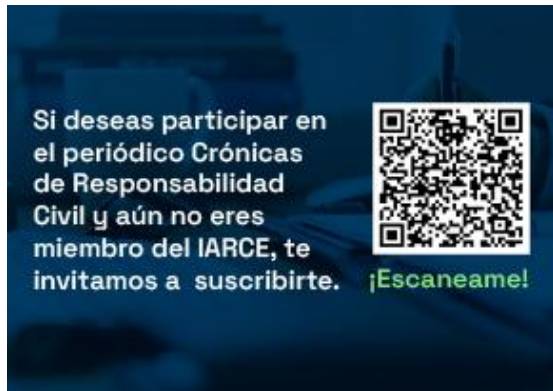 Si deseas participar en
el periódico Crónicas
de Responsabilidad
Civil y aún no eres
miembro del IARCE, te
invitamos a suscribirte.
¡Escaneame!